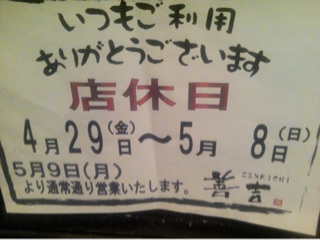 いつもご利用
ありがとうございます
店休日
4月29日(金)～5月8日(日)
5月9日(月)
より通常通り営業いたします。
善吉
ZENKICHI